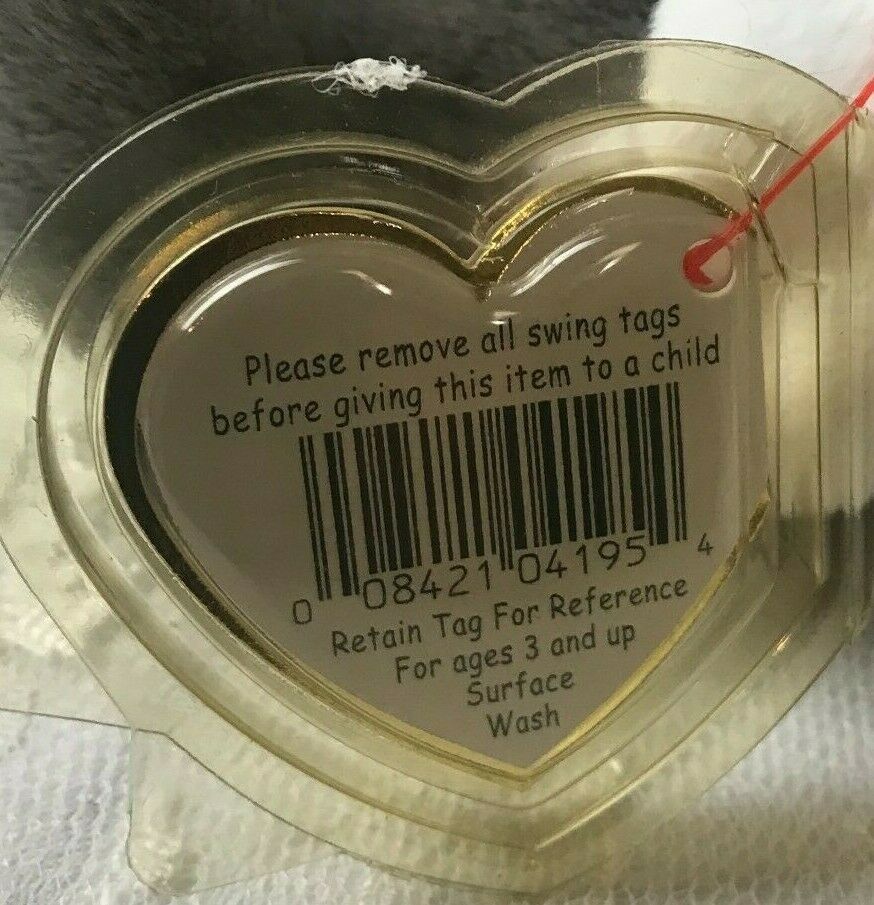 Please remove all swing tags
before giving this item to a child
0 08421 04195 4
Retain Tag For Reference
For ages 3 and up
Surface
Wash